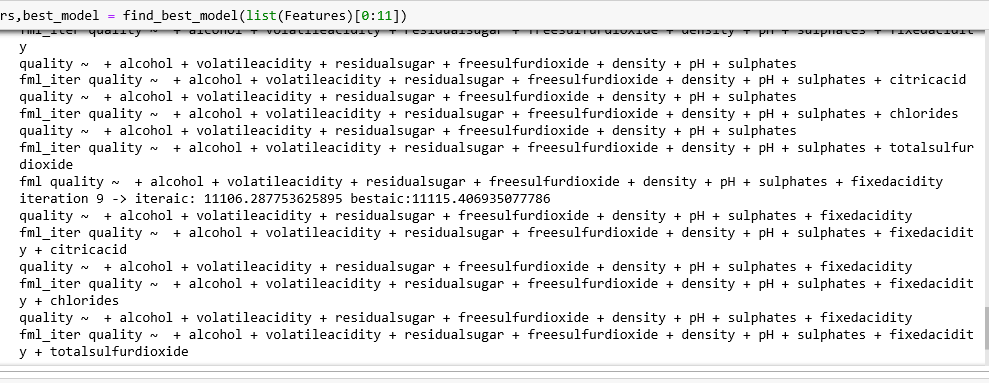 rs,best_model = find_best_model(list(Features)[0:11])
fml_iter quality ~  + alcohol + volatileacidity + residualsugar + freesulfurdioxide + density + pH + sulphates + fixedacidit
y
quality ~  + alcohol + volatileacidity + residualsugar + freesulfurdioxide + density + pH + sulphates
fml_iter quality ~  + alcohol + volatileacidity + residualsugar + freesulfurdioxide + density + pH + sulphates + citricacid
quality ~  + alcohol + volatileacidity + residualsugar + freesulfurdioxide + density + pH + sulphates
fml_iter quality ~  + alcohol + volatileacidity + residualsugar + freesulfurdioxide + density + pH + sulphates + chlorides
quality ~  + alcohol + volatileacidity + residualsugar + freesulfurdioxide + density + pH + sulphates
fml_iter quality ~  + alcohol + volatileacidity + residualsugar + freesulfurdioxide + density + pH + sulphates + totalsulfur
dioxide
fml quality ~  + alcohol + volatileacidity + residualsugar + freesulfurdioxide + density + pH + sulphates + fixedacidity
iteration 9 -> iteraic: 11106.287753625895 bestaic:11115.406935077786
quality ~  + alcohol + volatileacidity + residualsugar + freesulfurdioxide + density + pH + sulphates + fixedacidity
fml_iter quality ~  + alcohol + volatileacidity + residualsugar + freesulfurdioxide + density + pH + sulphates + fixedacidit
y + citricacid
quality ~  + alcohol + volatileacidity + residualsugar + freesulfurdioxide + density + pH + sulphates + fixedacidity
fml_iter quality ~  + alcohol + volatileacidity + residualsugar + freesulfurdioxide + density + pH + sulphates + fixedacidit
y + chlorides
quality ~  + alcohol + volatileacidity + residualsugar + freesulfurdioxide + density + pH + sulphates + fixedacidity
fml_iter quality ~  + alcohol + volatileacidity + residualsugar + freesulfurdioxide + density + pH + sulphates + fixedacidit
y + totalsulfurdioxide